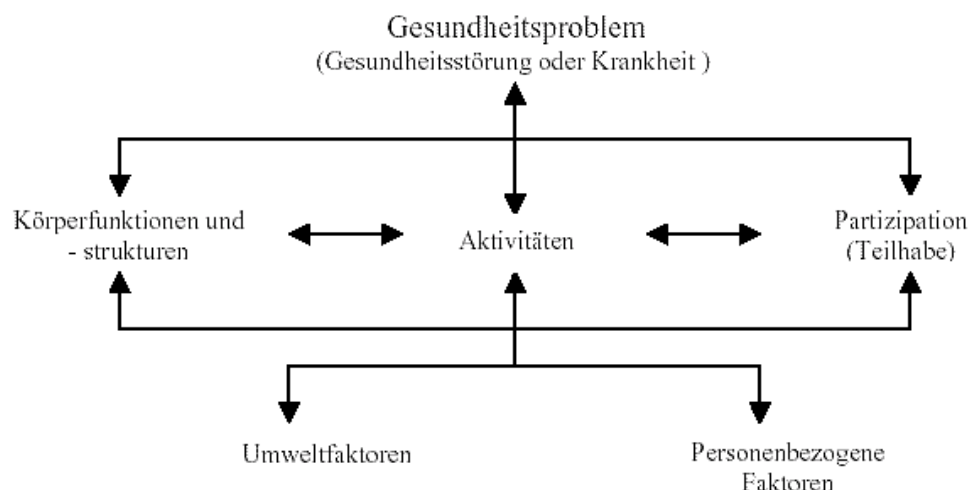 Gesundheitsproblem
(Gesundheitsstörung oder Krankheit )
Körperfunktionen und
- strukturen
Aktivitäten
Partizipation
(Teilhabe)
Umweltfaktoren
Personenbezogene
Faktoren